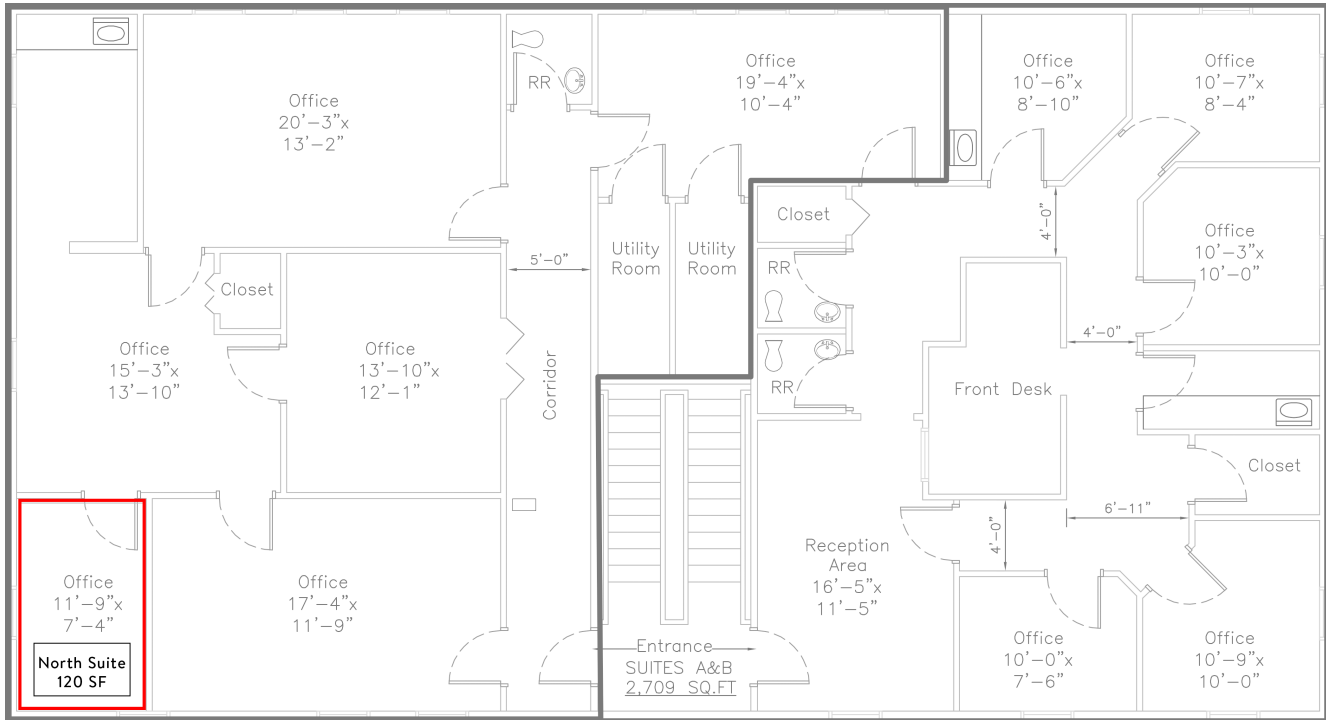 Office
20'-3"x
13'-2"
RR
Office
19'-4"x
10'-4"
Office
10'-6"x
8'-10"
Office
10'-7"x
8'-4"
Closet
4'-0"
Office
10'-3"x
10'-0"
Utility
Room
Utility
Room
5'-0"
RR
Closet
4'-0"
Office
15'-3"x
13'-10"
Office
13'-10"x
12'-1"
Corridor
RR
Front Desk
Closet
6'-11"
4'-0"
Reception
Area
16'-5"x
11'-5"
Office
11'-9"x
7'-4"
North Suite
120 SF
Office
17'-4"x
11'-9"
Entrance
SUITES A&B
2,709 SQ.FT
Office
10'-0"x
7'-6"
Office
10'-9"x
10'-0"